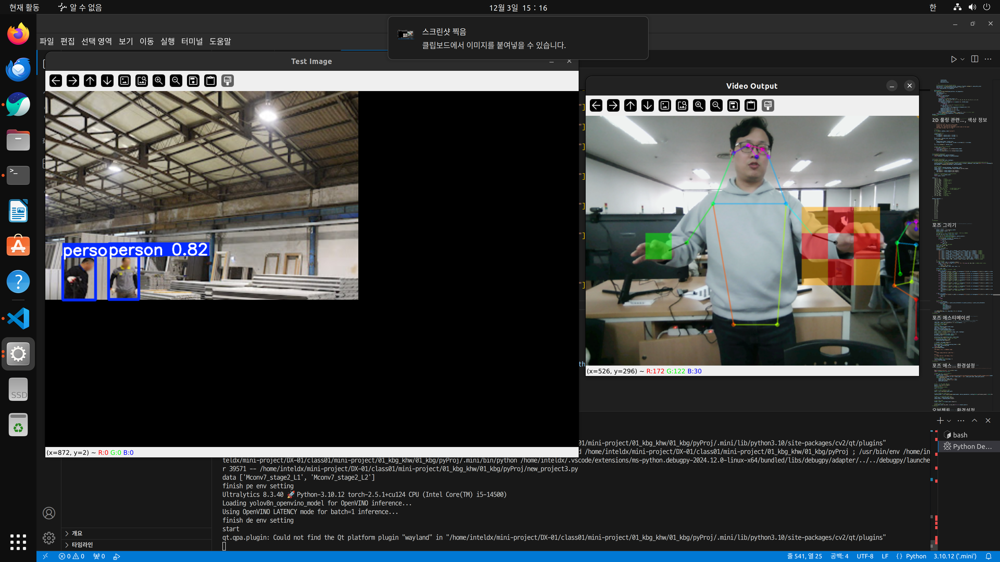 현재 활동
알 수 없음
12월 3일 15 : 16
한
스크린샷 찍음
클립보드에서 이미지를 붙여넣을 수 있습니다.
파일 편집 선택 영역 보기 이동 실행 터미널 도움말
Test Image
Video Output
perso
person 0.82
"]
"]
"]
"]
"]
"]
"]
th
2D 풀링 관련..., 색상 정보
포즈 그리기
포즈 에스티메이션
포즈 에스...환경설정
(x=526, y=296) ~ R:172 G:122 B:30
(x=872, y=2) ~ R:0 G:0 B:0
>_
SSD
bash
Python De...
01/mini-project/01_kbg_khw/01_kbg/pyProj/.mini/lib/python3.10/site-packages/cv2/qt/plugins"
d /home/inteldx/mini-project/DX-01/class01/mini-project/01_kbg_khw/01_kbg/pyProj ; /usr/bin/env /home/in
teldx/mini-project/DX-01/class01/mini-project/01_kbg_khw/01_kbg/pyProj/.mini/bin/python /home/inteldx/.vscode/extensions/ms-python.debugpy-2024.12.0-linux-x64/bundled/libs/debugpy/adapter/../../debugpy/launche
r 39571 -- /home/inteldx/mini-project/DX-01/class01/mini-project/01_kbg_khw/01_kbg/pyProj/new_project3.py
data ['Mconv7_stage2_L1', 'Mconv7_stage2_L2']
finish pe env setting
Ultralytics 8.3.40 🚀 Python-3.10.12 torch-2.5.1+cu124 CPU (Intel Core(TM) i5-14500)
Loading yolov8n_openvino_model for OpenVINO inference...
Using OpenVINO LATENCY mode for batch=1 inference...
finish de env setting
start
qt.qpa.plugin: Could not find the Qt platform plugin "wayland" in "/home/inteldx/mini-project/DX-01/class01/mini-project/01_kbg_khw/01_kbg/pyProj/.mini/lib/python3.10/site-packages/cv2/qt/plugins"
개요
타임라인
0 0 0
줄 541, 열 25 공백: 4 UTF-8 LF {} Python 3.10.12 ('.mini')